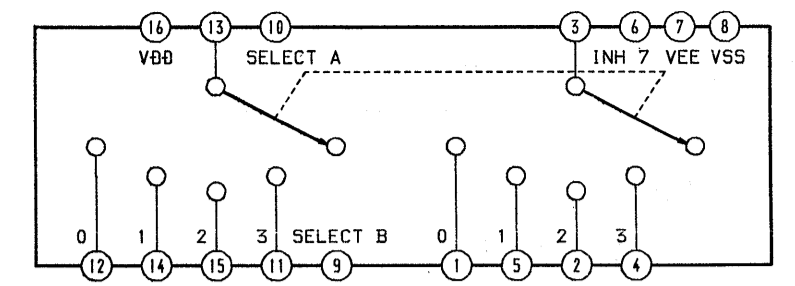 16 13 10 3 6 7 8
VDD SELECT A INH 7 VEE VSS
0 1 2 3 SELECT B 0 1 2 3
12 14 15 11 9 1 5 2 4